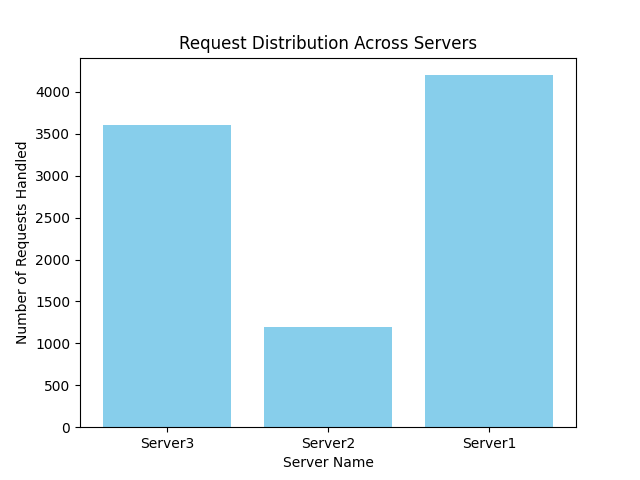 Request Distribution Across Servers
Number of Requests Handled
4000
3500
3000
2500
2000
1500
1000
500
0
Server3 Server2 Server1
Server Name